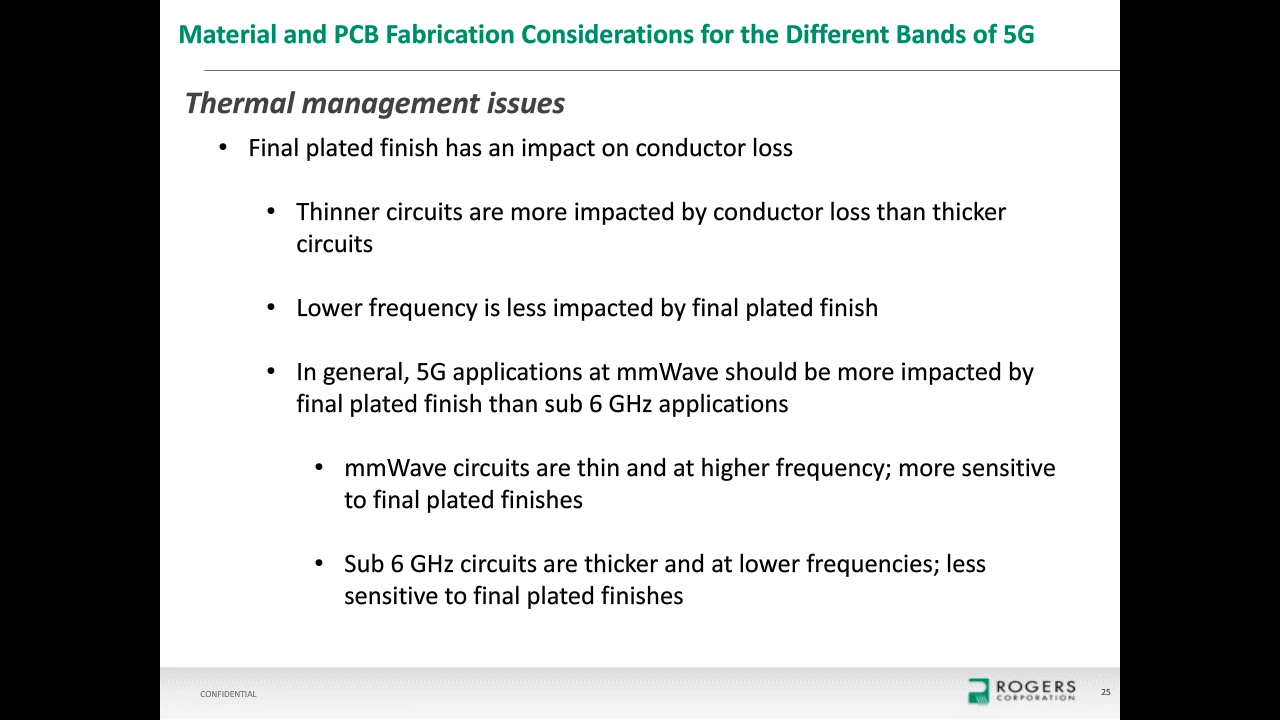 Material and PCB Fabrication Considerations for the Different Bands of 5G
Thermal management issues
• Final plated finish has an impact on conductor loss
• Thinner circuits are more impacted by conductor loss than thicker
circuits
• Lower frequency is less impacted by final plated finish
• In general, 5G applications at mmWave should be more impacted by
final plated finish than sub 6 GHz applications
• mmWave circuits are thin and at higher frequency; more sensitive
to final plated finishes
• Sub 6 GHz circuits are thicker and at lower frequencies; less
sensitive to final plated finishes
CONFIDENTIAL
ROGERS
CORPORATION
25